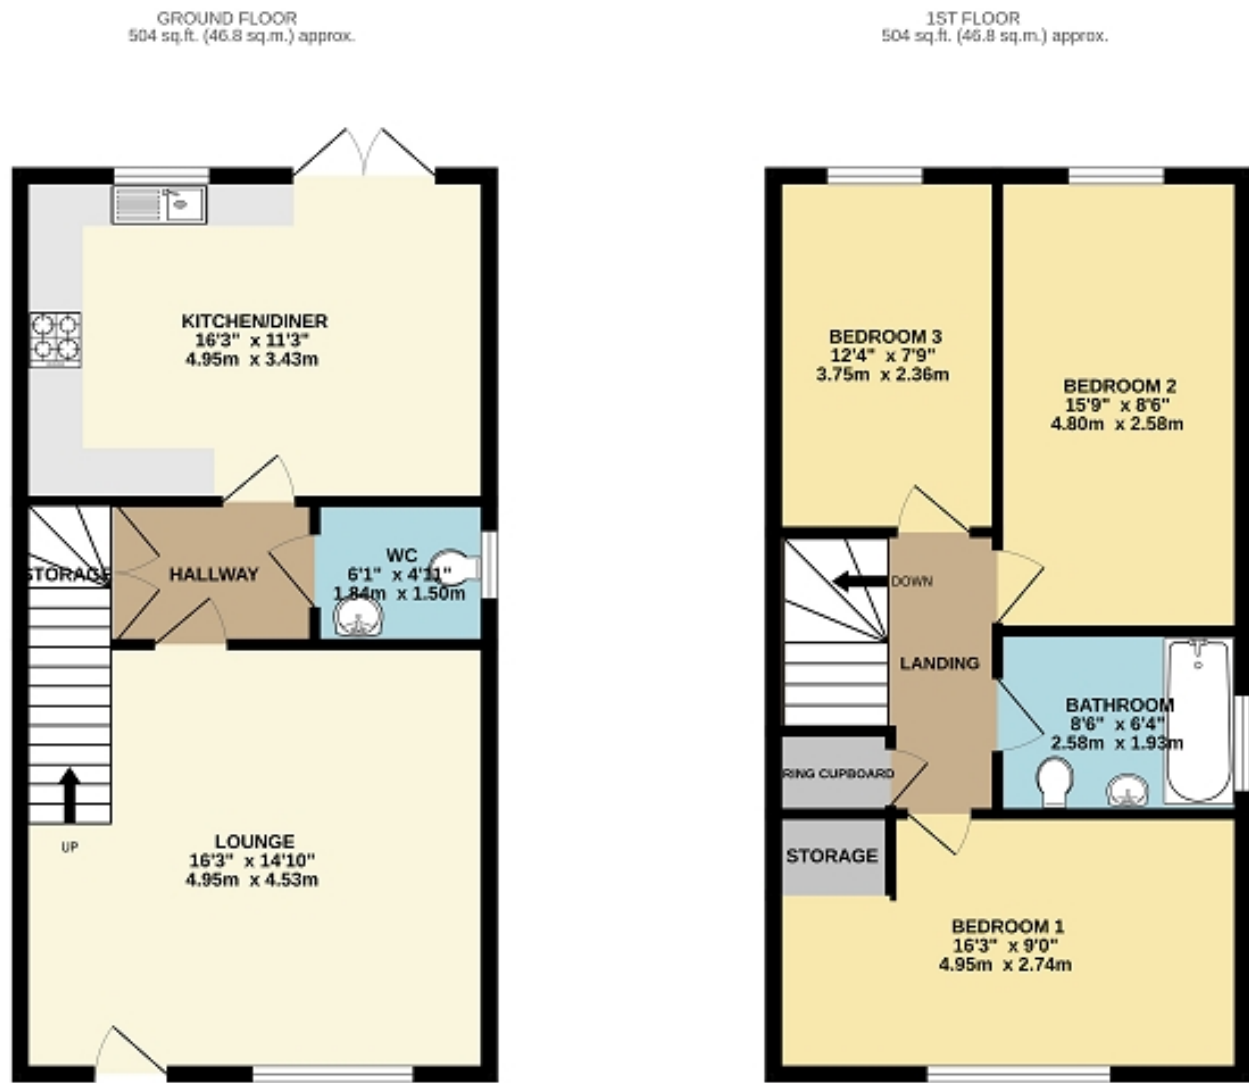 GROUND FLOOR
504 sq.ft. (46.8 sq.m.) approx.
KITCHEN/DINER
16'3" x 11'3"
4.95m x 3.43m
STORAGE
HALLWAY
WC
6'1" x 4'11"
1.84m x 1.50m
UP
LOUNGE
16'3" x 14'10"
4.95m x 4.53m
1ST FLOOR
504 sq.ft. (46.8 sq.m.) approx.
BEDROOM 3
12'4" x 7'9"
3.75m x 2.36m
BEDROOM 2
15'9" x 8'6"
4.80m x 2.58m
DOWN
LANDING
BATHROOM
8'6" x 6'4"
2.58m x 1.93m
RING CUPBOARD
STORAGE
BEDROOM 1
16'3" x 9'0"
4.95m x 2.74m